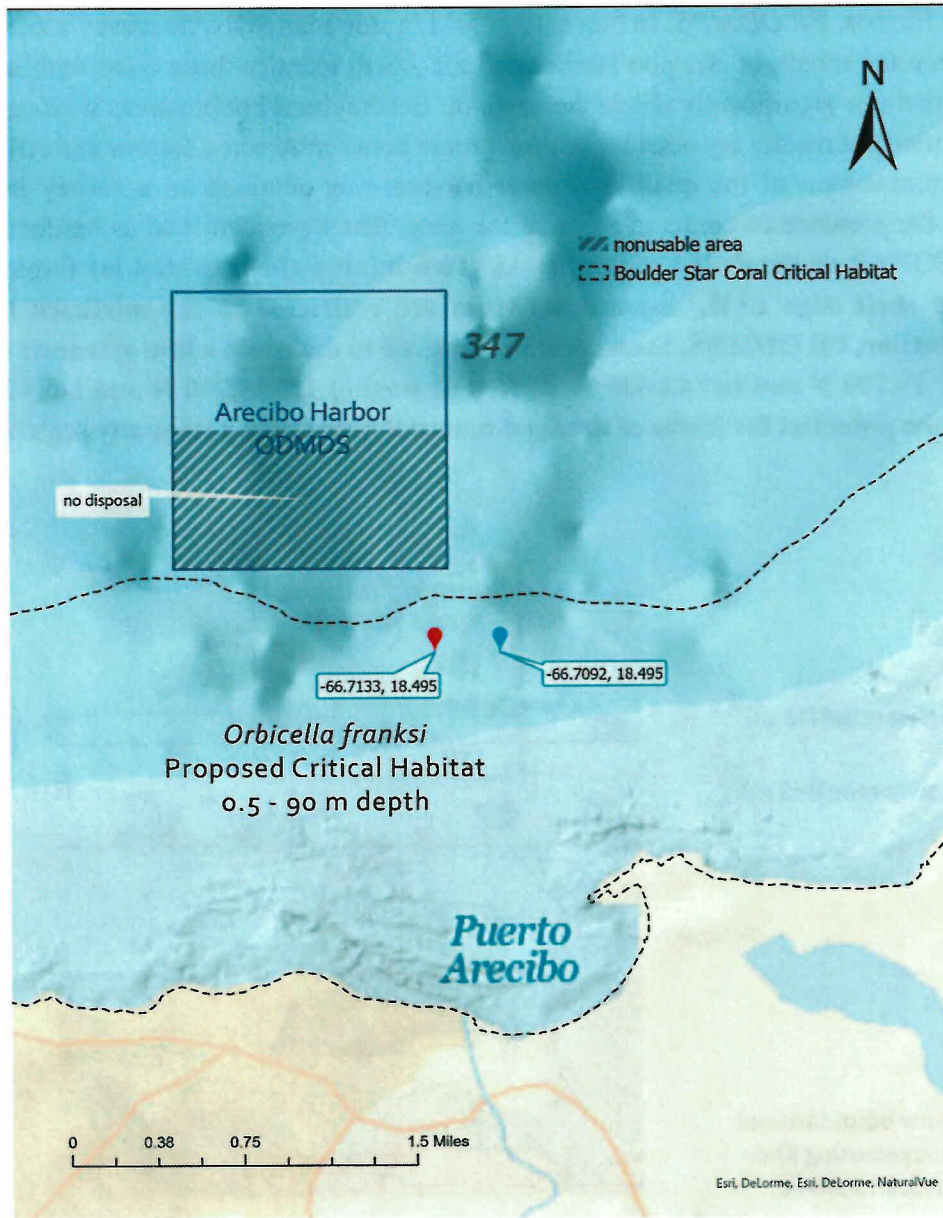 N
nonusable area
Boulder Star Coral Critical Habitat
347
Arecibo Harbor
ODMDS
no disposal
-66.7133, 18.495
-66.7092, 18.495
Orbicella franksi
Proposed Critical Habitat
0.5 - 90 m depth
Puerto
Arecibo
0 0.38 0.75 1.5 Miles
Esri, DeLorme, Esri, DeLorme, NaturalVue